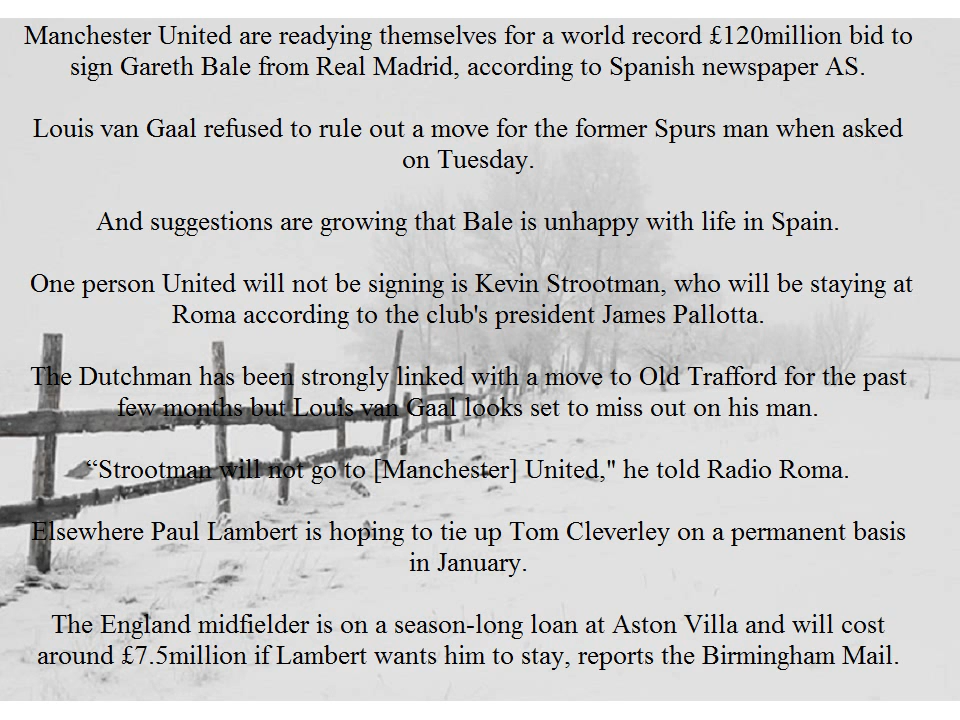 Manchester United are readying themselves for a world record £120million bid to
sign Gareth Bale from Real Madrid, according to Spanish newspaper AS.
Louis van Gaal refused to rule out a move for the former Spurs man when asked
on Tuesday.
And suggestions are growing that Bale is unhappy with life in Spain.
One person United will not be signing is Kevin Strootman, who will be staying at
Roma according to the club's president James Pallotta.
The Dutchman has been strongly linked with a move to Old Trafford for the past
few months but Louis van Gaal looks set to miss out on his man.
“Strootman will not go to [Manchester] United," he told Radio Roma.
Elsewhere Paul Lambert is hoping to tie up Tom Cleverley on a permanent basis
in January.
The England midfielder is on a season-long loan at Aston Villa and will cost
around £7.5million if Lambert wants him to stay, reports the Birmingham Mail.